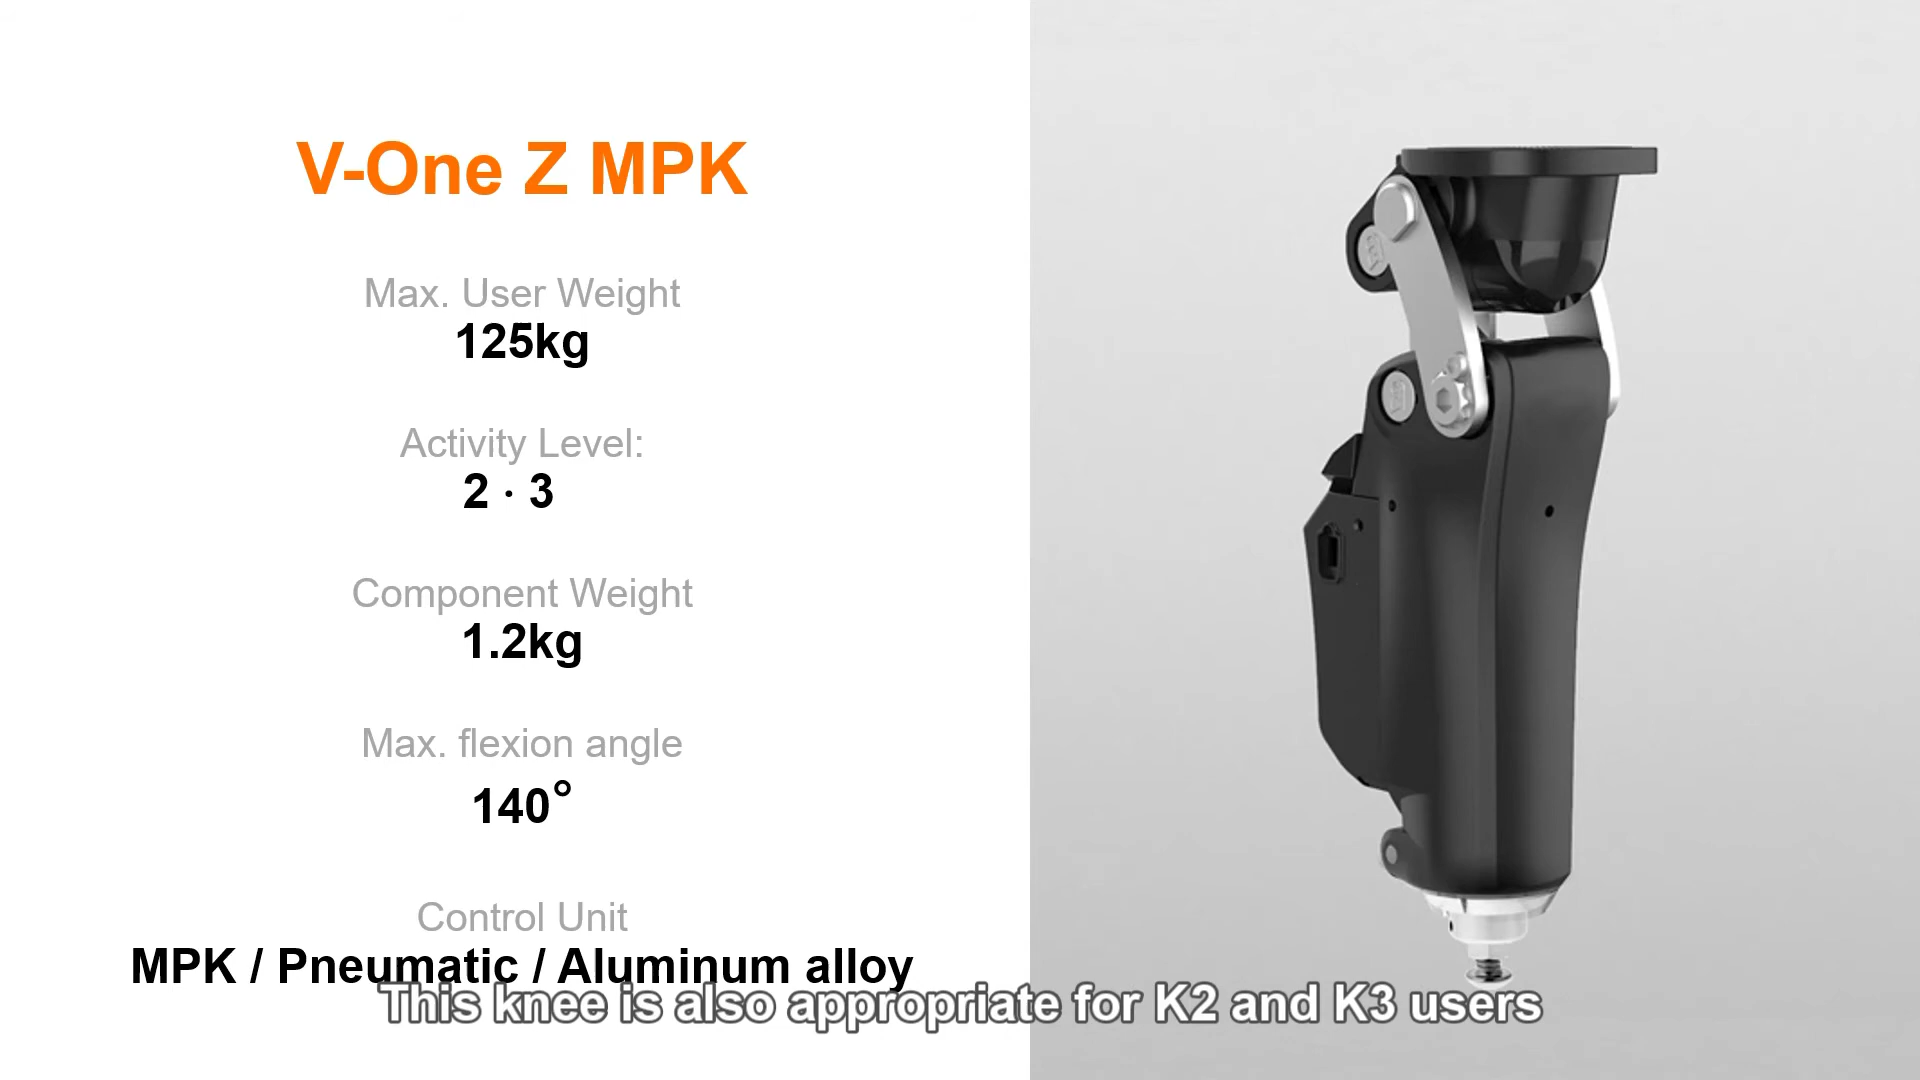 V-One Z MPK
Max. User Weight
125kg
Activity Level:
2 · 3
Component Weight
1.2kg
Max. flexion angle
140°
Control Unit
MPK / Pneumatic / Aluminum alloy
This knee is also appropriate for K2 and K3 users